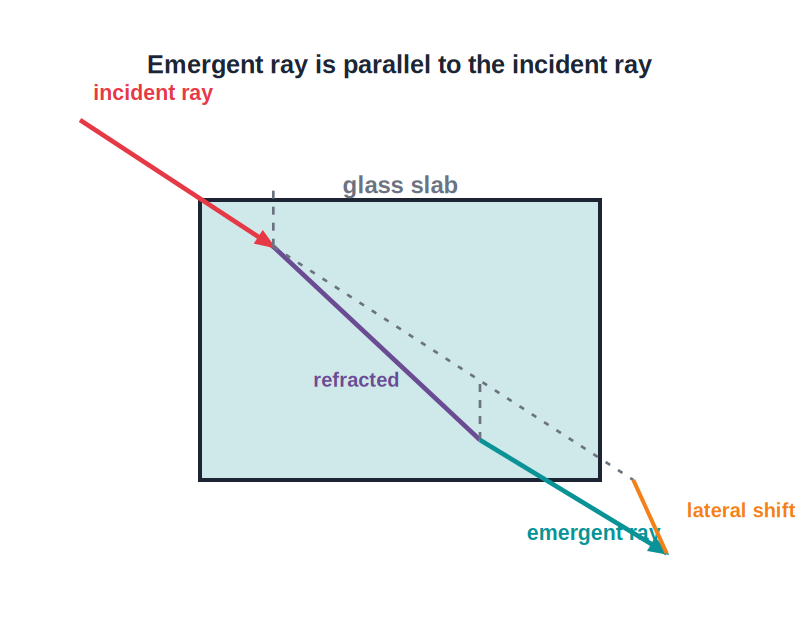 Emergent ray is parallel to the incident ray
incident ray
glass slab
refracted
lateral shift
emergent ray